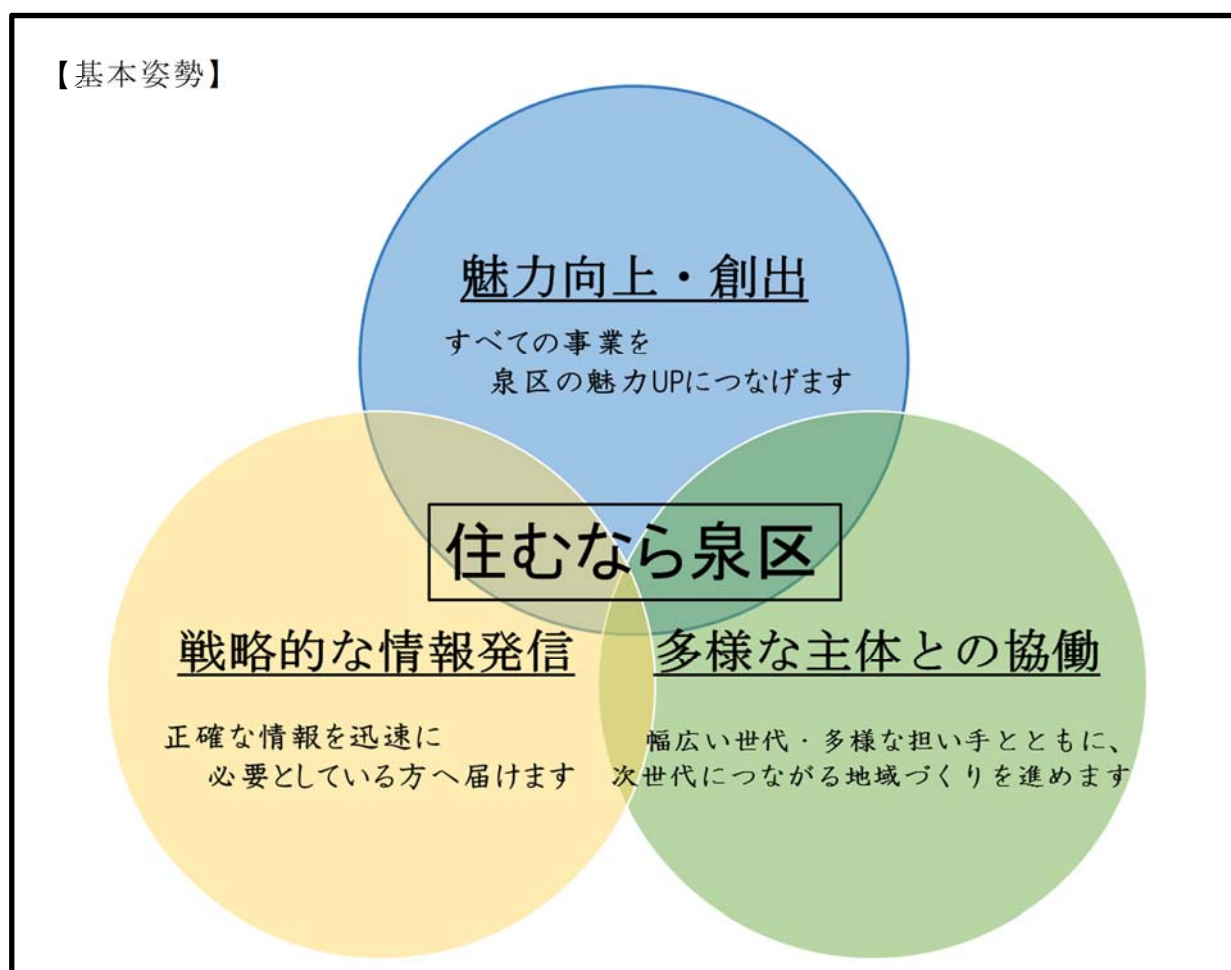 【基本姿勢】
魅力向上・創出
すべての事業を
泉区の魅力UPにつなげます
住むなら泉区
戦略的な情報発信
正確な情報を迅速に
必要としている方へ届けます
多様な主体との協働
幅広い世代・多様な担い手とともに、
次世代につながる地域づくりを進めます